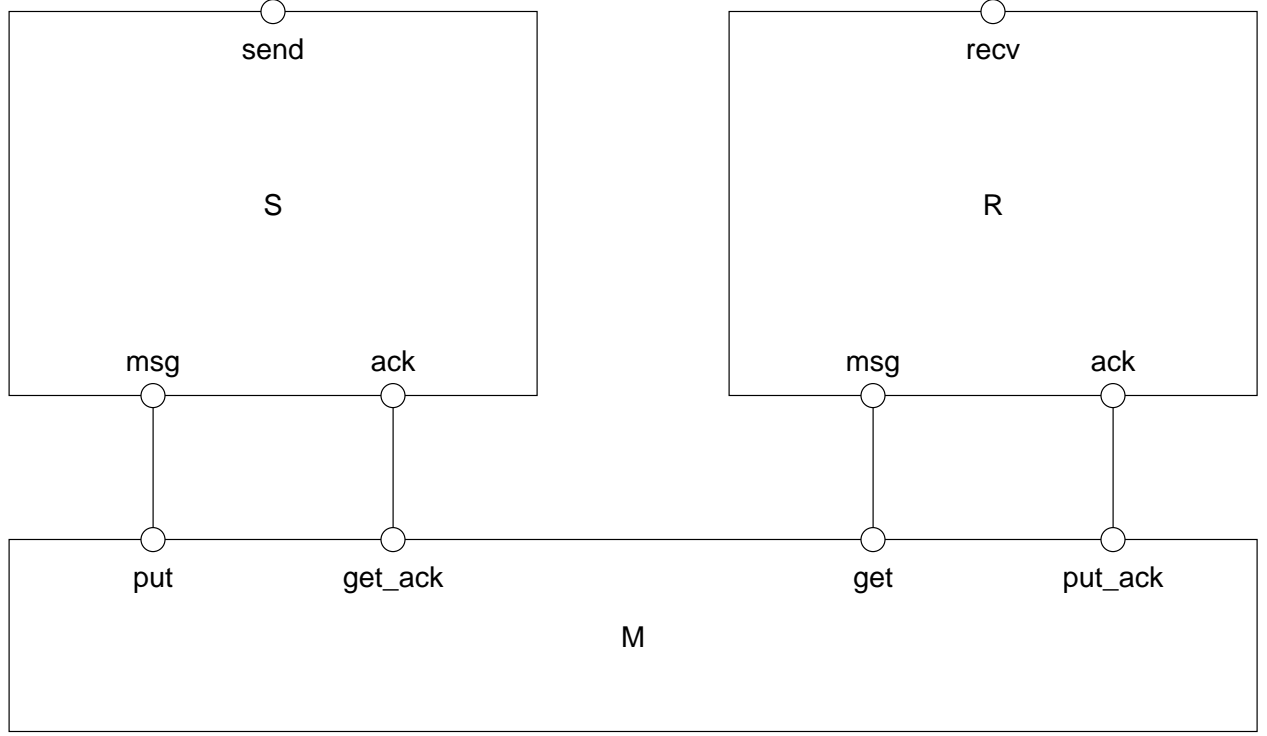 send
recv
S
R
msg
ack
msg
ack
put
get_ack
get
put_ack
M